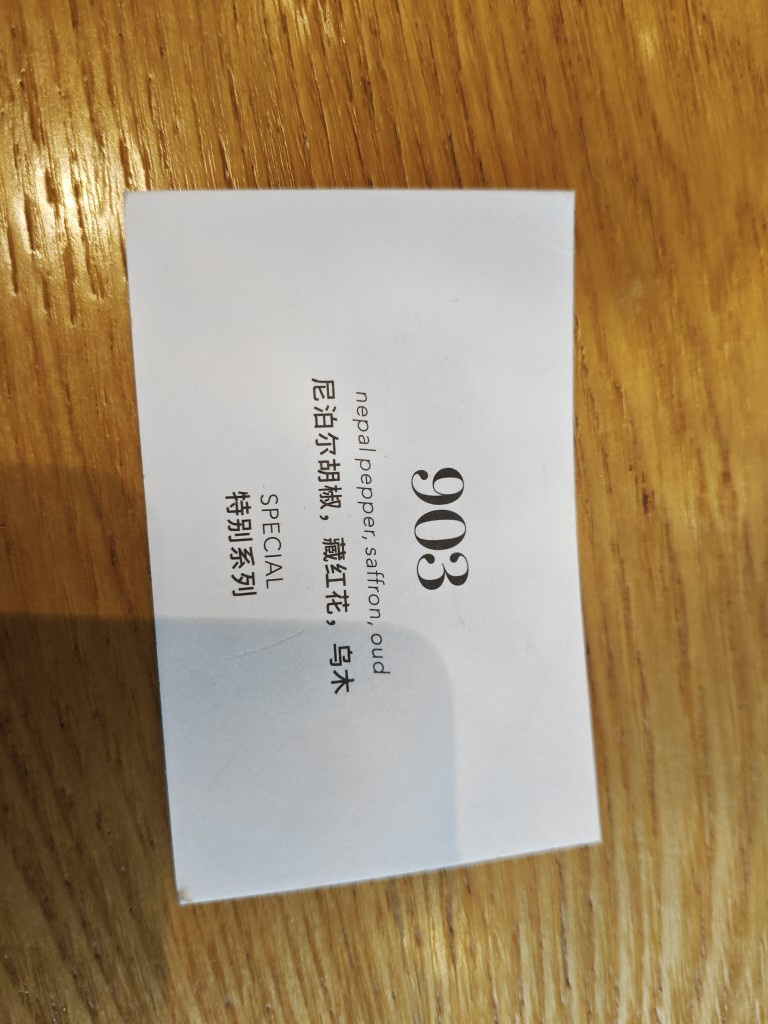 903
nepal pepper, saffron, oud
尼泊尔胡椒，藏红花，乌木
SPECIAL
特别系列